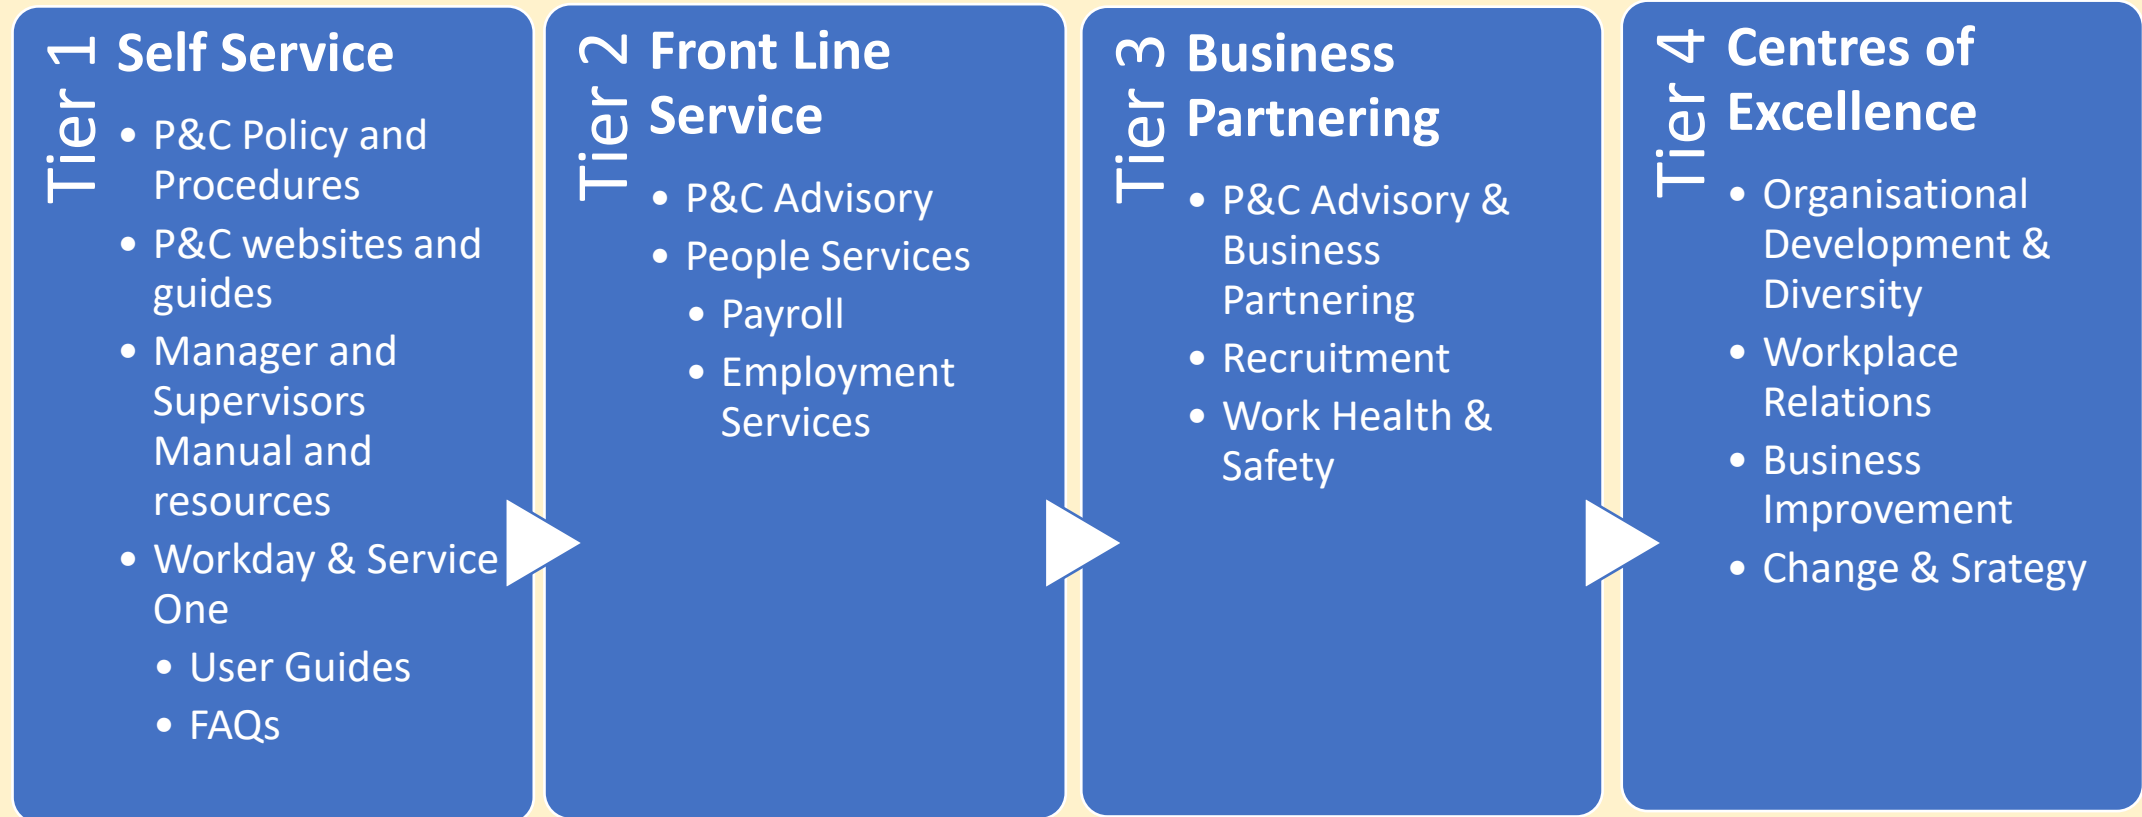 Tier 1
Self Service
• P&C Policy and
Procedures
• P&C websites and
guides
• Manager and
Supervisors
Manual and
resources
• Workday & Service
One
• User Guides
• FAQs
Tier 2
Front Line
Service
• P&C Advisory
• People Services
• Payroll
• Employment
Services
Tier 3
Business
Partnering
• P&C Advisory &
Business
Partnering
• Recruitment
• Work Health &
Safety
Tier 4
Centres of
Excellence
• Organisational
Development &
Diversity
• Workplace
Relations
• Business
Improvement
• Change & Srategy